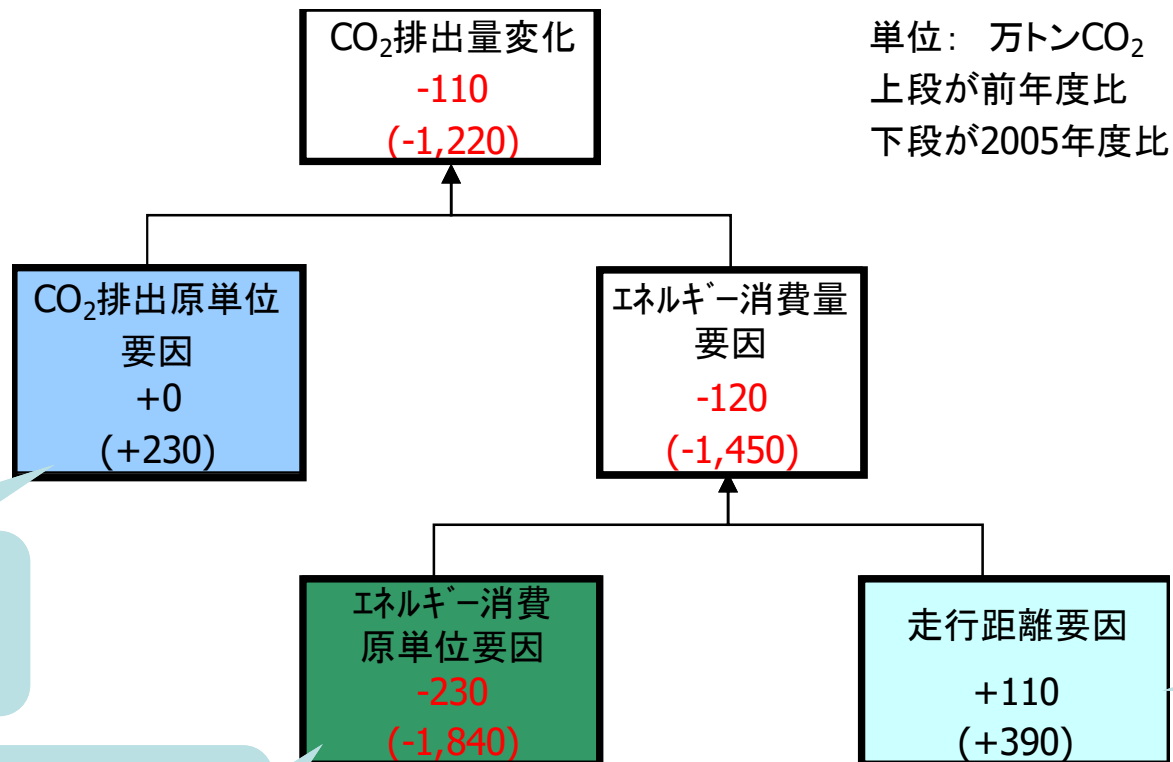 CO₂排出量変化
-110
(-1,220)
単位： 万トンCO₂
上段が前年度比
下段が2005年度比
CO₂排出原単位
要因
+0
(+230)
ｴﾈﾙｷﾞｰ消費量
要因
-120
(-1,450)
ｴﾈﾙｷﾞｰ消費
原単位要因
-230
(-1,840)
走行距離要因
+110
(+390)